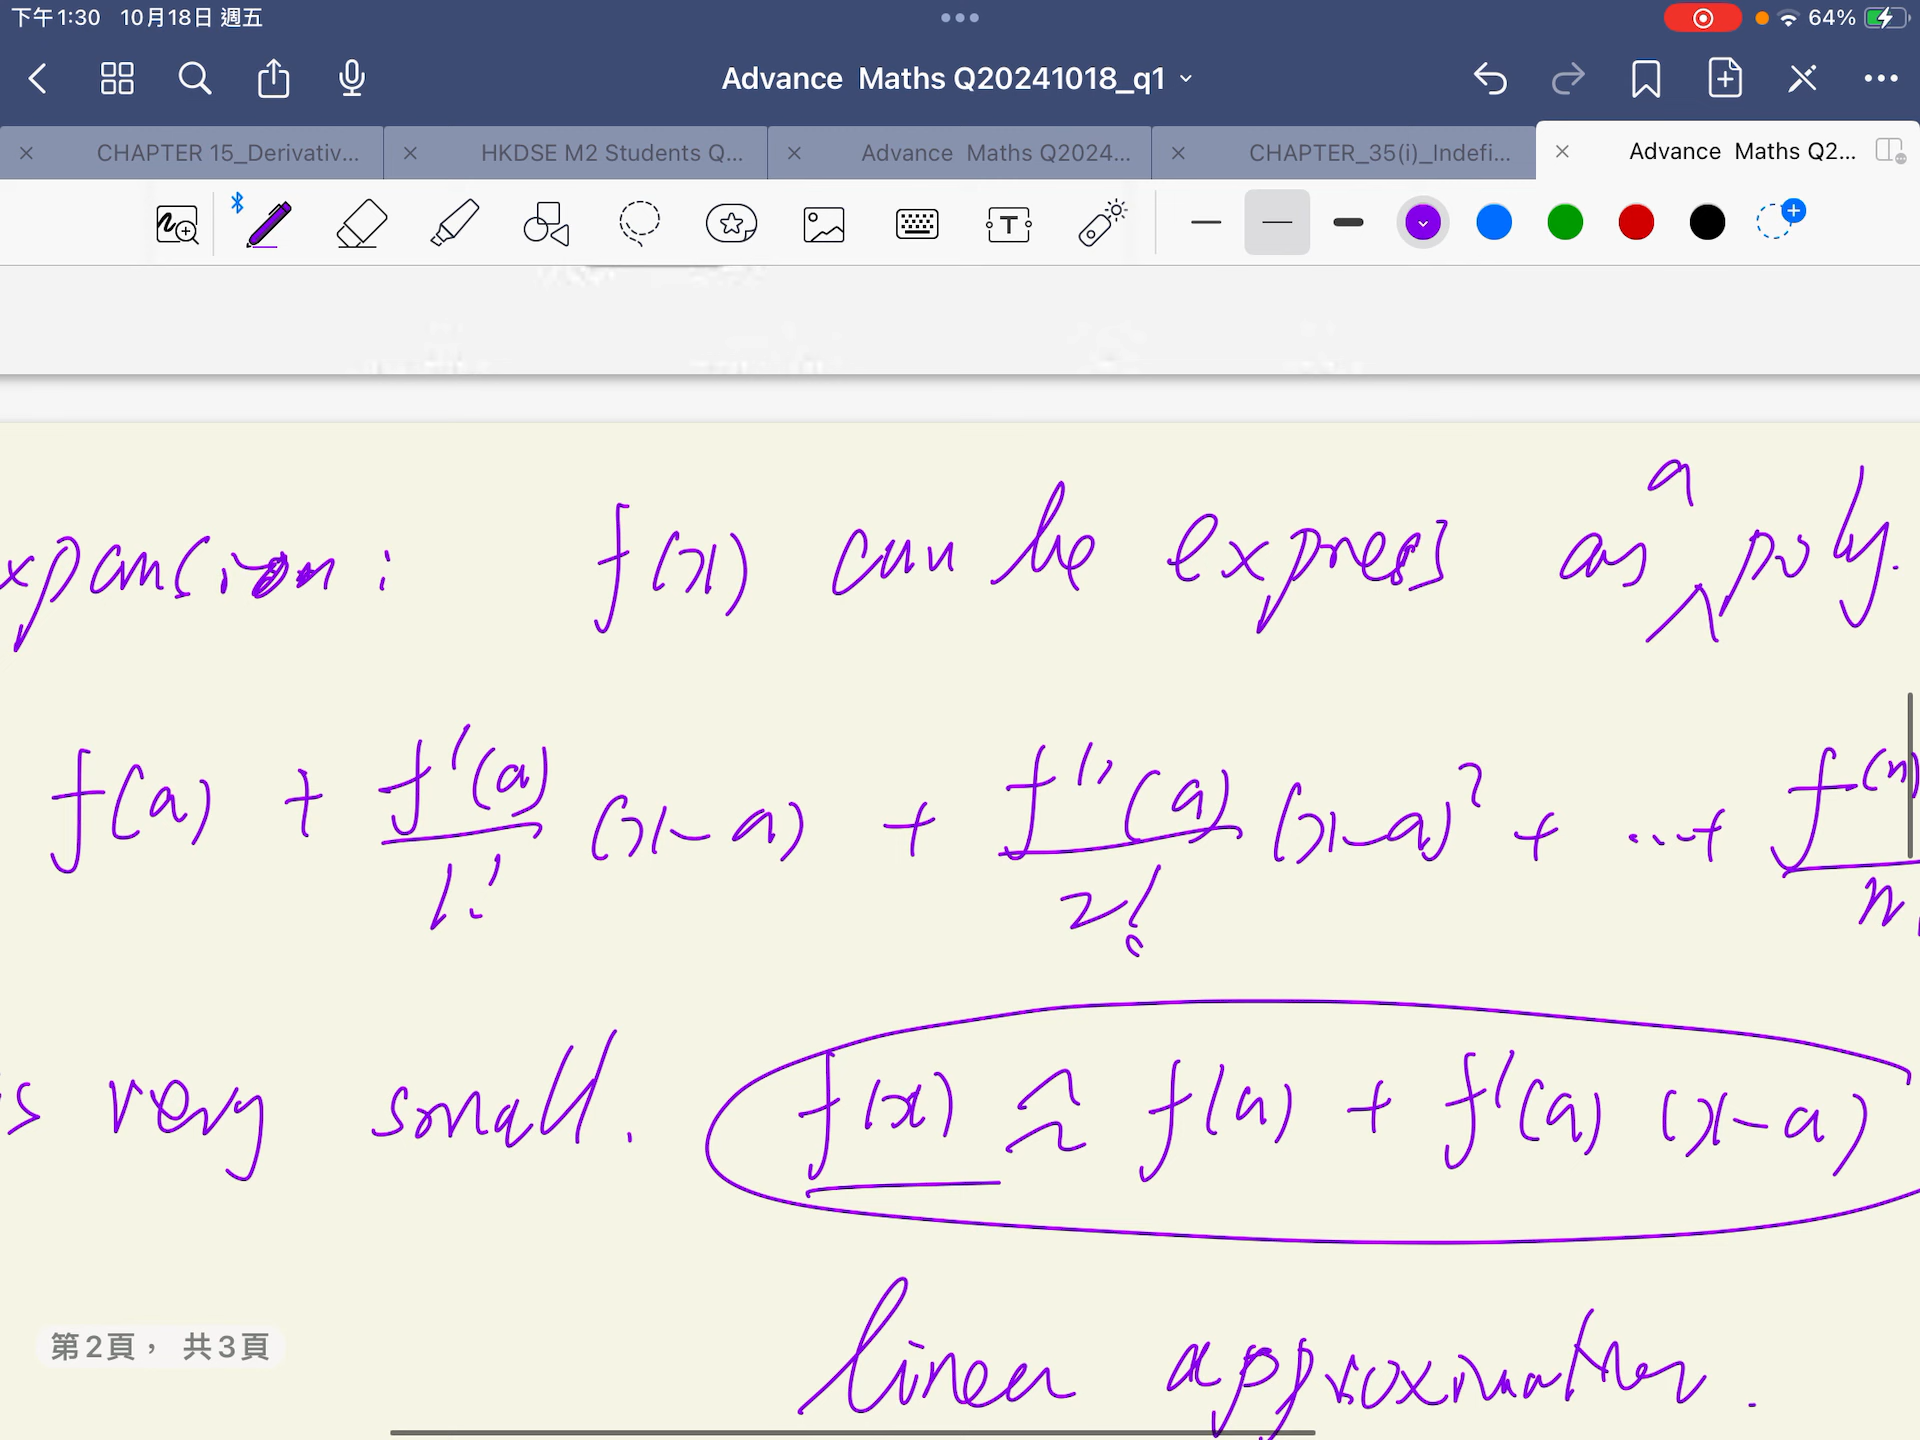 下午1:30 10月18日 週五 64%
Advance Maths Q20241018_q1
CHAPTER 15_Derivativ... HKDSE M2 Students Q... Advance Maths Q2024... CHAPTER_35(i)_Indefi... Advance Maths Q2...
T
xpansion: f(x) can be express as a poly.
f(a) + f'(a)/1! (x-a) + f''(a)/2! (x-a)² + ...+ f^(n)/n
is very small. f(x) ≈ f(a) + f'(a) (x-a)
linear approximation.
第2頁， 共3頁